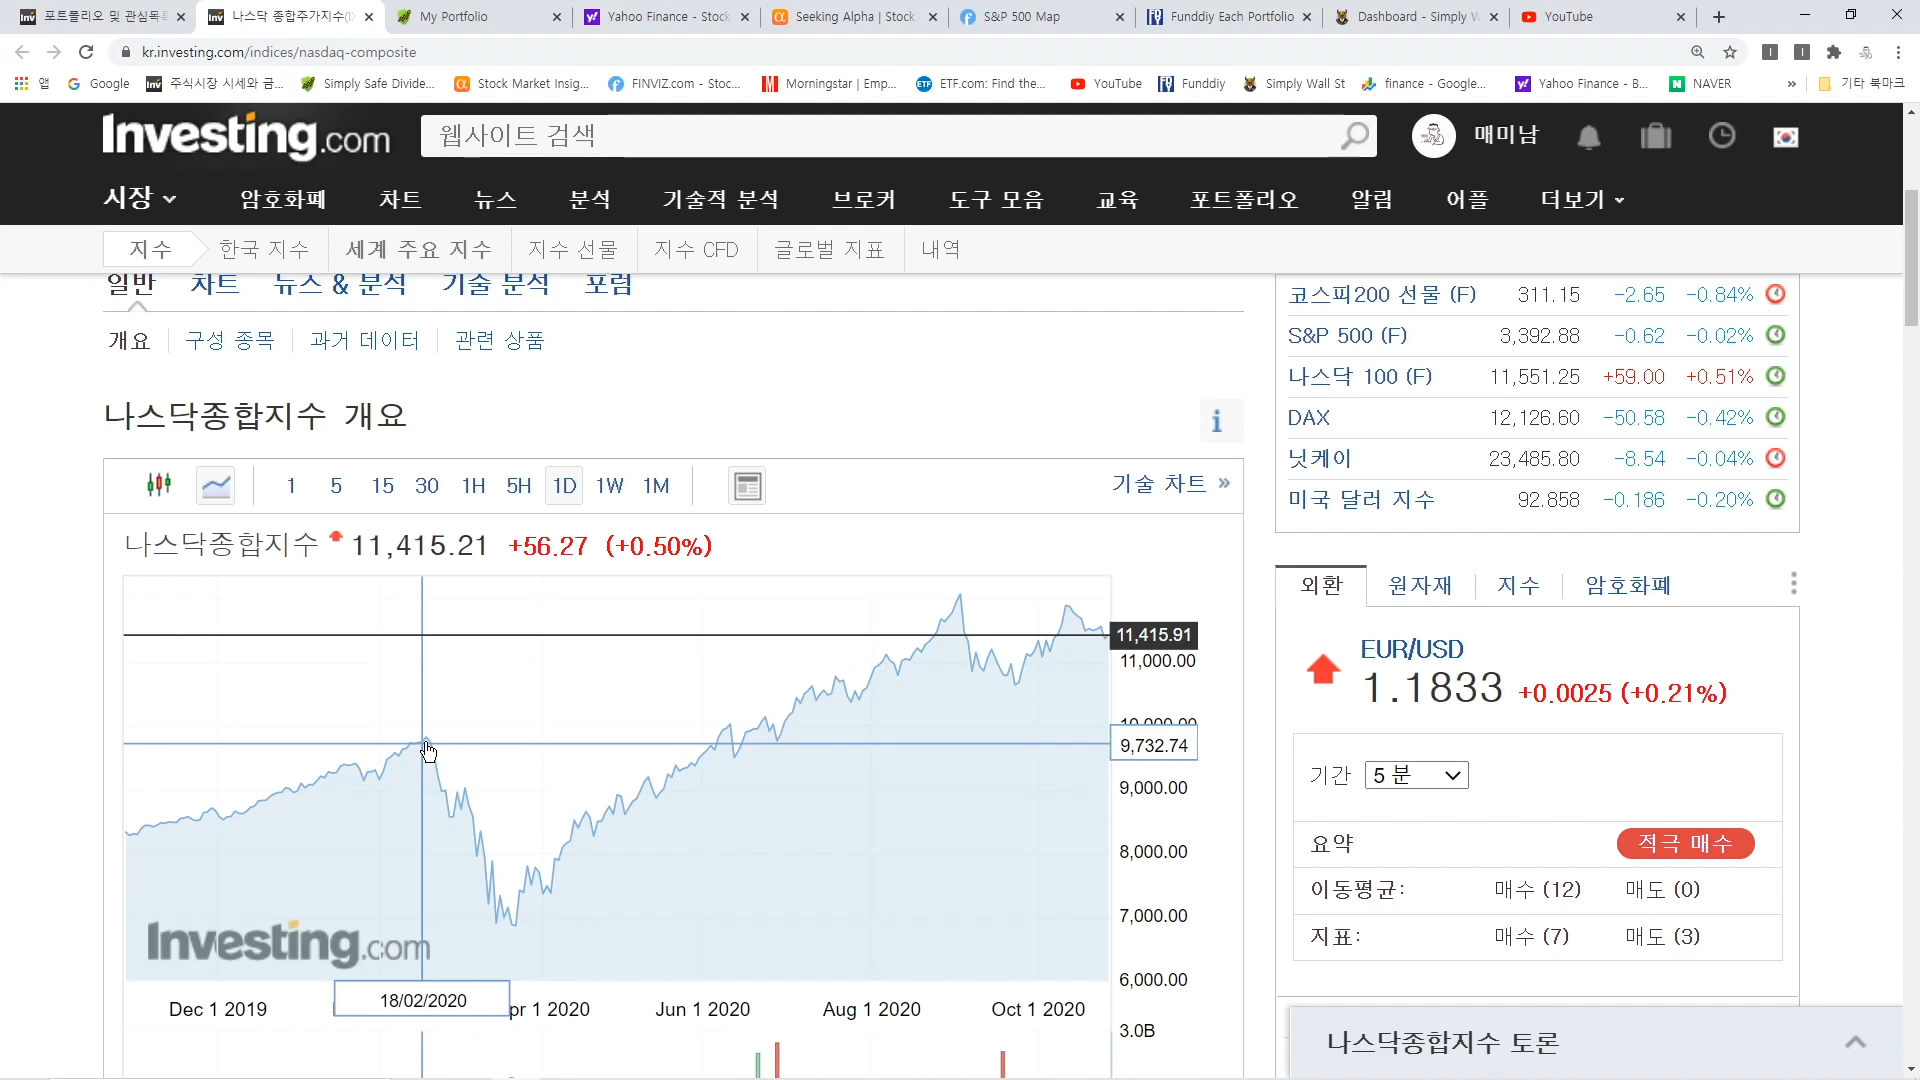 포트폴리오 및 관심목록
나스닥 종합주가지수(IX
My Portfolio
Yahoo Finance - Stock
Seeking Alpha | Stock
S&P 500 Map
Funddiy Each Portfolio
Dashboard - Simply W
YouTube
kr.investing.com/indices/nasdaq-composite
앱
Google
주식시장 시세와 금...
Simply Safe Divide...
Stock Market Insig...
FINVIZ.com - Stoc...
Morningstar | Emp...
ETF.com: Find the...
YouTube
Funddiy
Simply Wall St
finance - Google...
Yahoo Finance - B...
NAVER
»
기타 북마크
Investing.com
웹사이트 검색
매미남
시장
암호화폐
차트
뉴스
분석
기술적 분석
브로커
도구 모음
교육
포트폴리오
알림
어플
더보기
지수
한국 지수
세계 주요 지수
지수 선물
지수 CFD
글로벌 지표
내역
일반
차트
뉴스 & 분석
기술 분석
포럼
개요
구성 종목
과거 데이터
관련 상품
나스닥종합지수 개요
1 5 15 30 1H 5H 1D 1W 1M
기술 차트 »
나스닥종합지수 11,415.21 +56.27 (+0.50%)
11,415.91
11,000.00
10,000.00
9,732.74
9,000.00
8,000.00
7,000.00
6,000.00
Investing.com
Dec 1 2019
18/02/2020
pr 1 2020
Jun 1 2020
Aug 1 2020
Oct 1 2020
3.0B
코스피200 선물 (F) 311.15 -2.65 -0.84%
S&P 500 (F) 3,392.88 -0.62 -0.02%
나스닥 100 (F) 11,551.25 +59.00 +0.51%
DAX 12,126.60 -50.58 -0.42%
닛케이 23,485.80 -8.54 -0.04%
미국 달러 지수 92.858 -0.186 -0.20%
외환
원자재
지수
암호화폐
EUR/USD
1.1833 +0.0025 (+0.21%)
기간 5 분
요약 적극 매수
이동평균: 매수 (12) 매도 (0)
지표: 매수 (7) 매도 (3)
나스닥종합지수 토론